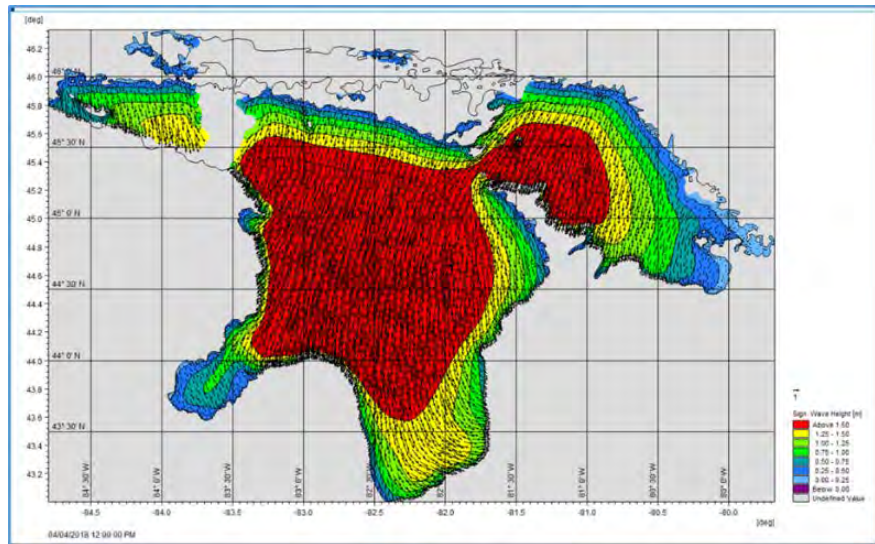 [deg]
46.2
46.0
45.8
45.6
45° 30' N
45.4
45.2
45° 0' N
45.0
44.8
44.6
44° 30' N
44.4
44.2
44° 0' N
44.0
43.8
43.6
43° 30' N
43.4
43.2
84° 30' W
84° 0' W
83° 30' W
83° 0' W
82° 0' W
81° 30' W
81° 0' W
80° 30' W
80° 0' W
-84.5
-84.0
-83.5
-83.0
-82.5
-82.0
-81.5
-81.0
-80.5
-80.0
[deg]
04/04/2018 12:00:00 PM
1
Sign. Wave Height [m]
Above 1.50
1.25 - 1.50
1.00 - 1.25
0.75 - 1.00
0.50 - 0.75
0.25 - 0.50
0.00 - 0.25
Below 0.00
Undefined Value